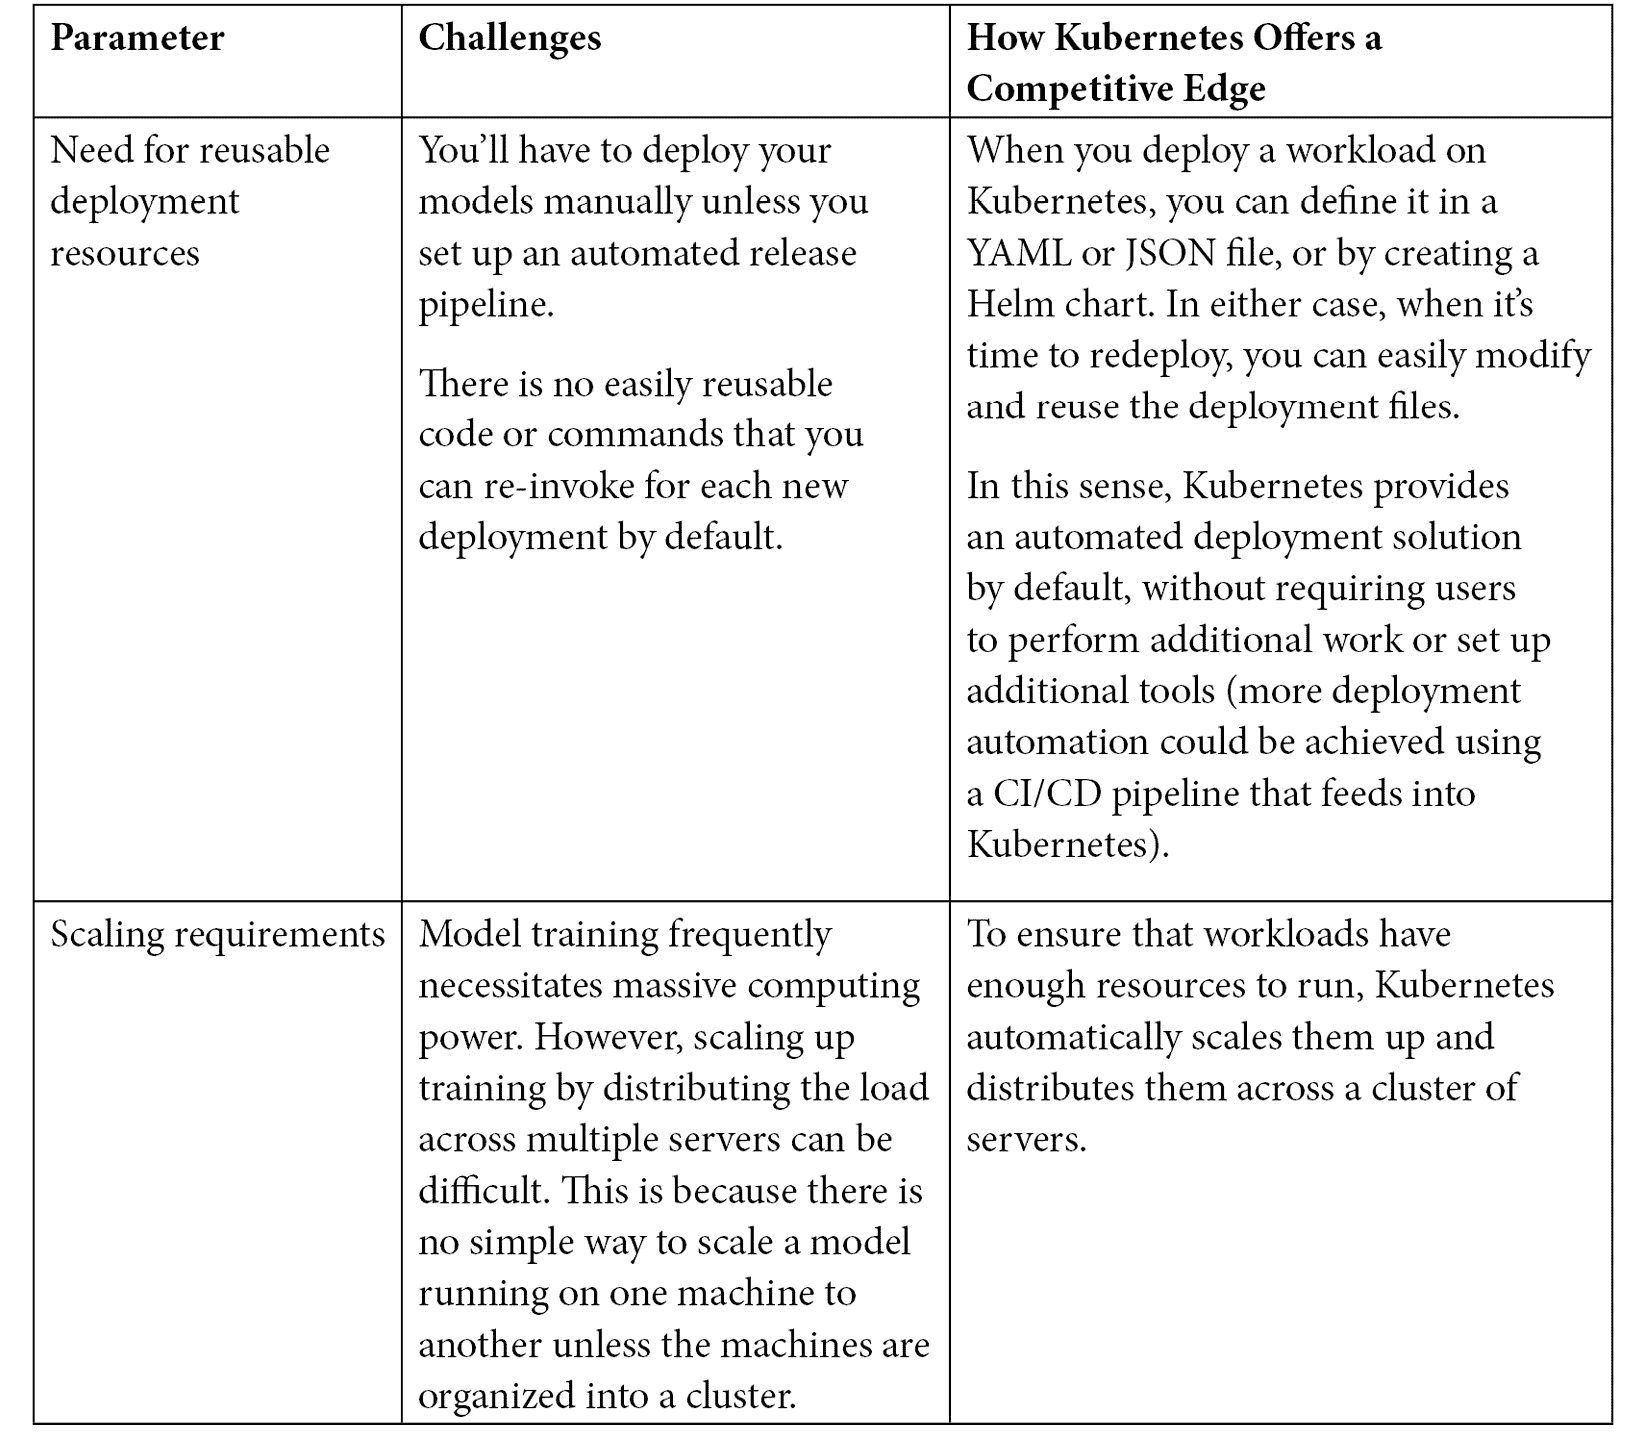 Parameter
Challenges
How Kubernetes Offers a
Competitive Edge
Need for reusable
deployment
resources
You’ll have to deploy your
models manually unless you
set up an automated release
pipeline.
There is no easily reusable
code or commands that you
can re-invoke for each new
deployment by default.
When you deploy a workload on
Kubernetes, you can define it in a
YAML or JSON file, or by creating a
Helm chart. In either case, when it’s
time to redeploy, you can easily modify
and reuse the deployment files.
In this sense, Kubernetes provides
an automated deployment solution
by default, without requiring users
to perform additional work or set up
additional tools (more deployment
automation could be achieved using
a CI/CD pipeline that feeds into
Kubernetes).
Scaling requirements
Model training frequently
necessitates massive computing
power. However, scaling up
training by distributing the load
across multiple servers can be
difficult. This is because there is
no simple way to scale a model
running on one machine to
another unless the machines are
organized into a cluster.
To ensure that workloads have
enough resources to run, Kubernetes
automatically scales them up and
distributes them across a cluster of
servers.